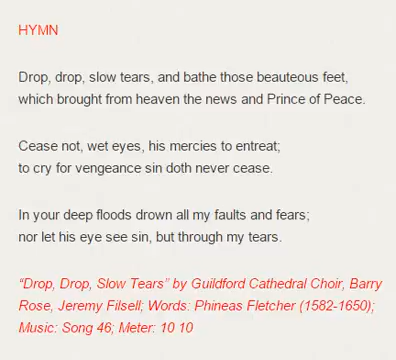 HYMN
Drop, drop, slow tears, and bathe those beauteous feet,
which brought from heaven the news and Prince of Peace.
Cease not, wet eyes, his mercies to entreat;
to cry for vengeance sin doth never cease.
In your deep floods drown all my faults and fears;
nor let his eye see sin, but through my tears.
“Drop, Drop, Slow Tears” by Guildford Cathedral Choir, Barry
Rose, Jeremy Filsell; Words: Phineas Fletcher (1582-1650);
Music: Song 46; Meter: 10 10